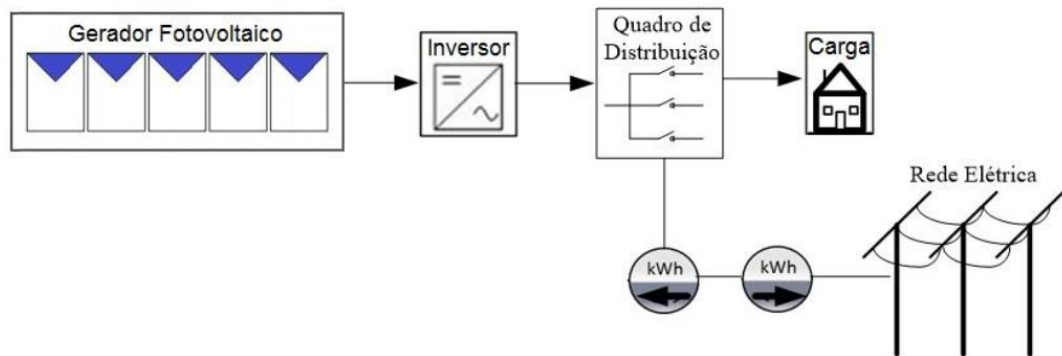 Gerador Fotovoltaico
Inversor
Quadro de
Distribuição
Carga
Rede Elétrica
kWh
kWh